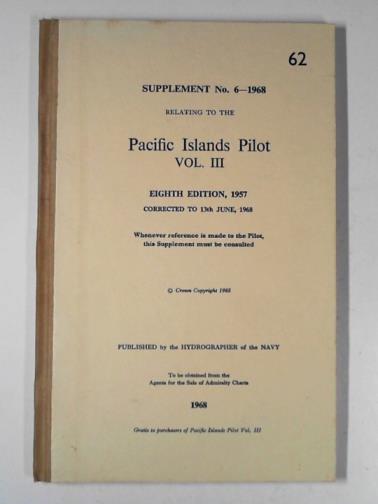 62
SUPPLEMENT No. 6—1968
RELATING TO THE
Pacific Islands Pilot
VOL. III
EIGHTH EDITION, 1957
CORRECTED TO 13th JUNE, 1968
Whenever reference is made to the Pilot,
this Supplement must be consulted
© Crown Copyright 1968
PUBLISHED by the HYDROGRAPHER of the NAVY
To be obtained from the
Agents for the Sale of Admiralty Charts
1968
Gratis to purchasers of Pacific Islands Pilot Vol. III